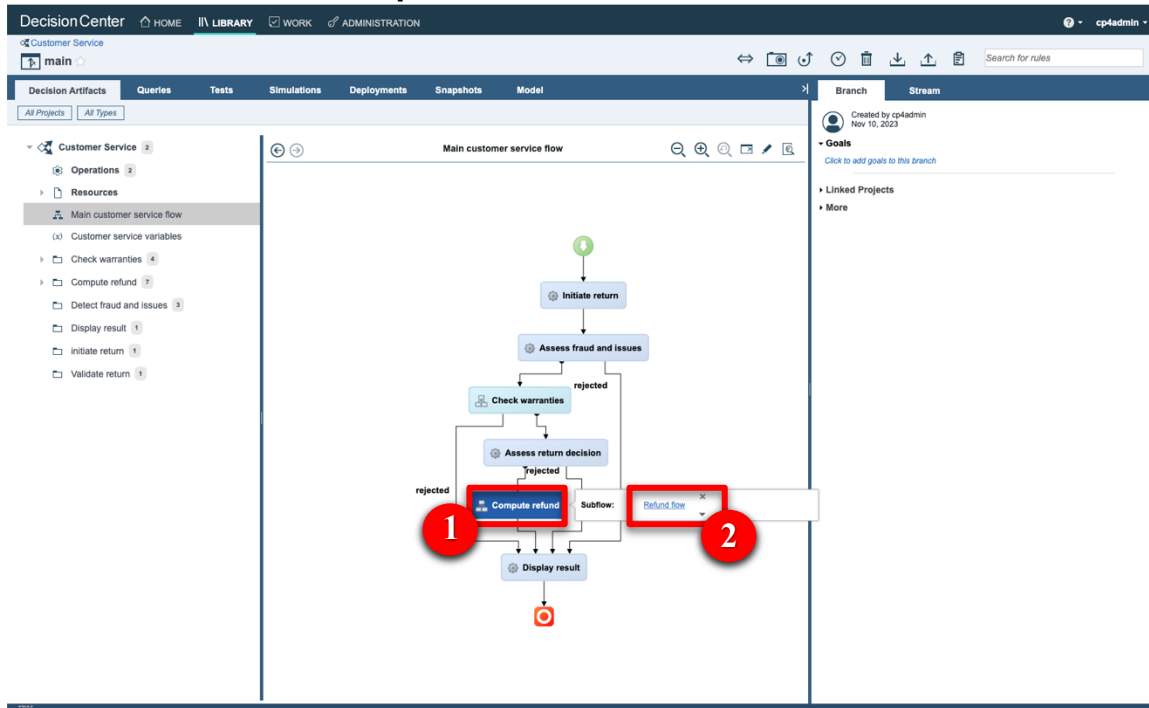 Decision Center HOME LIBRARY WORK ADMINISTRATION ? cp4admin
Customer Service
main
Search for rules
Decision Artifacts Queries Tests Simulations Deployments Snapshots Model
Branch Stream
All Projects All Types
Created by cp4admin
Nov 10, 2023
Goals
Click to add goals to this branch
Linked Projects
More
Customer Service 2
Operations 2
Resources
Main customer service flow
(x) Customer service variables
Check warranties 4
Compute refund 7
Detect fraud and issues 3
Display result 1
initiate return 1
Validate return 1
Main customer service flow
Initiate return
Assess fraud and issues
rejected
Check warranties
Assess return decision
rejected
rejected
Compute refund Subflow: Refund flow
1
2
Display result